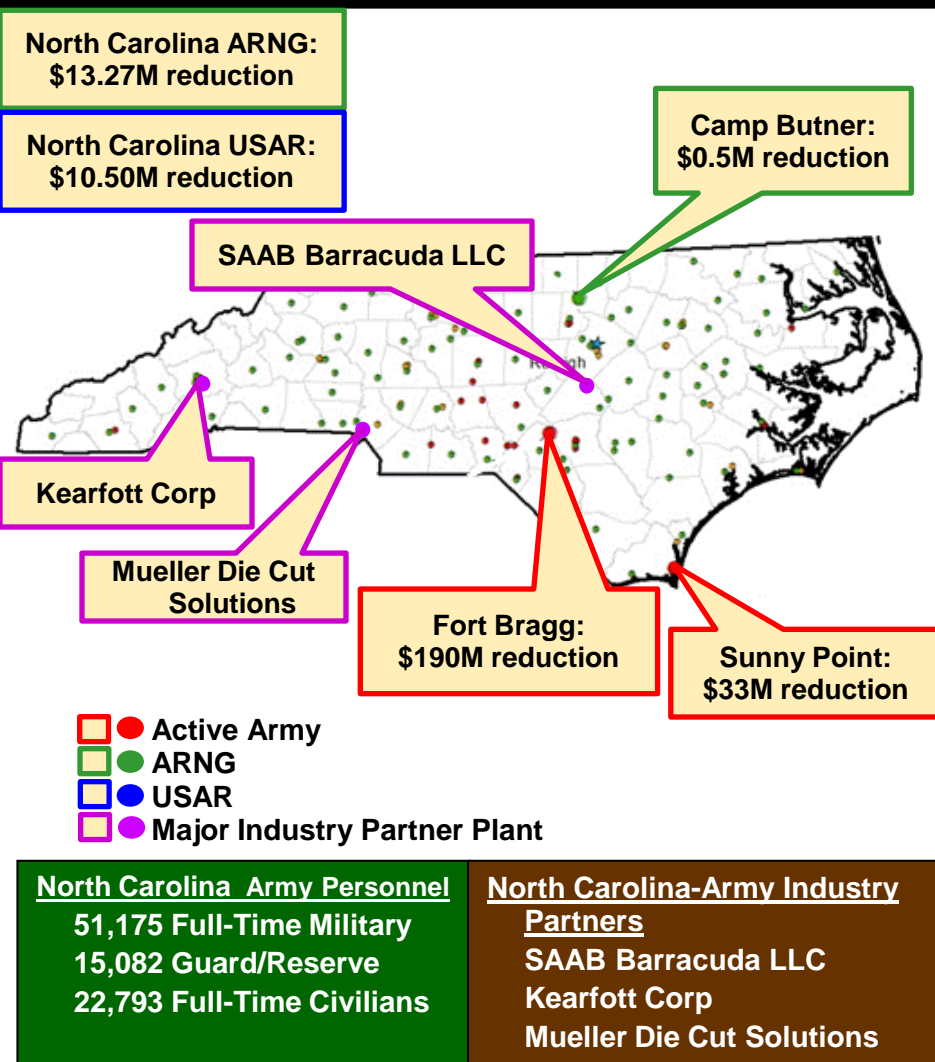 North Carolina ARNG:
$13.27M reduction
North Carolina USAR:
$10.50M reduction
Camp Butner:
$0.5M reduction
SAAB Barracuda LLC
Raleigh
Kearfott Corp
Mueller Die Cut
Solutions
Fort Bragg:
$190M reduction
Sunny Point:
$33M reduction
Active Army
ARNG
USAR
Major Industry Partner Plant
North Carolina Army Personnel
51,175 Full-Time Military
15,082 Guard/Reserve
22,793 Full-Time Civilians
North Carolina-Army Industry
Partners
SAAB Barracuda LLC
Kearfott Corp
Mueller Die Cut Solutions